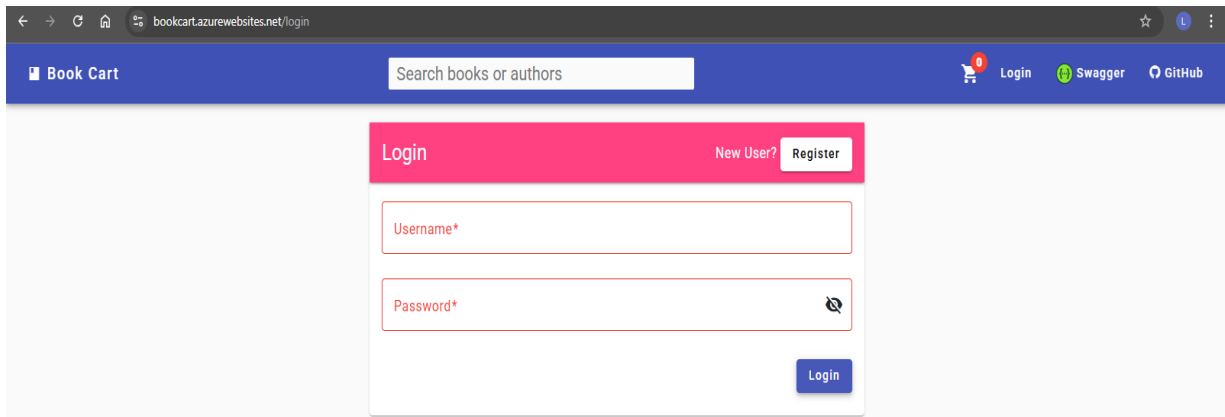 bookcart.azurewebsites.net/login
L
Book Cart
Search books or authors
0
Login
Swagger
GitHub
Login
New User?
Register
Username*
Password*
Login